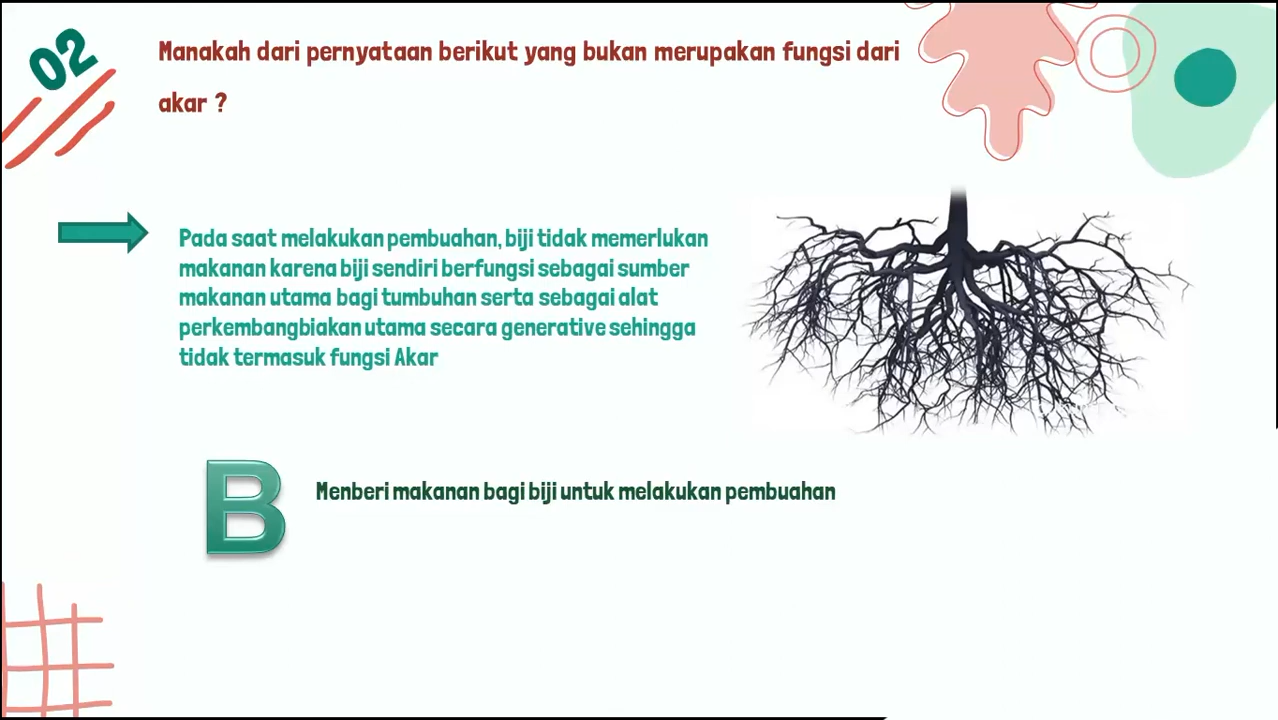 02
Manakah dari pernyataan berikut yang bukan merupakan fungsi dari
akar ?
Pada saat melakukan pembuahan, biji tidak memerlukan
makanan karena biji sendiri berfungsi sebagai sumber
makanan utama bagi tumbuhan serta sebagai alat
perkembangbiakan utama secara generative sehingga
tidak termasuk fungsi Akar
B
Menberi makanan bagi biji untuk melakukan pembuahan